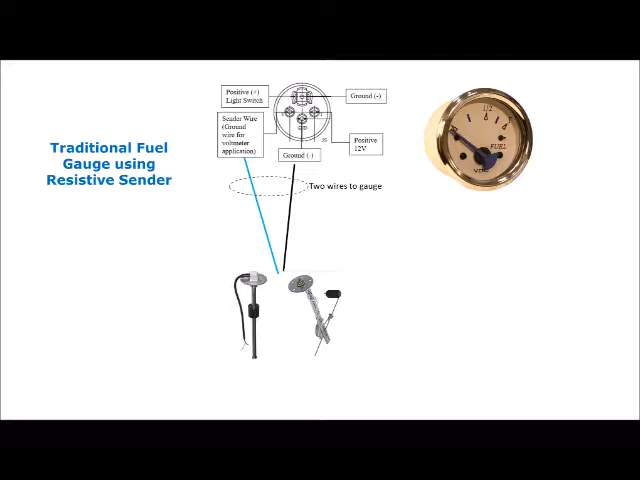 Traditional Fuel
Gauge using
Resistive Sender
Positive (+)
Light Switch
Ground (-)
Sender Wire
(Ground
wire for
voltmeter
application)
Positive
12V
Ground (-)
Two wires to gauge
1/2
FUEL
VDO